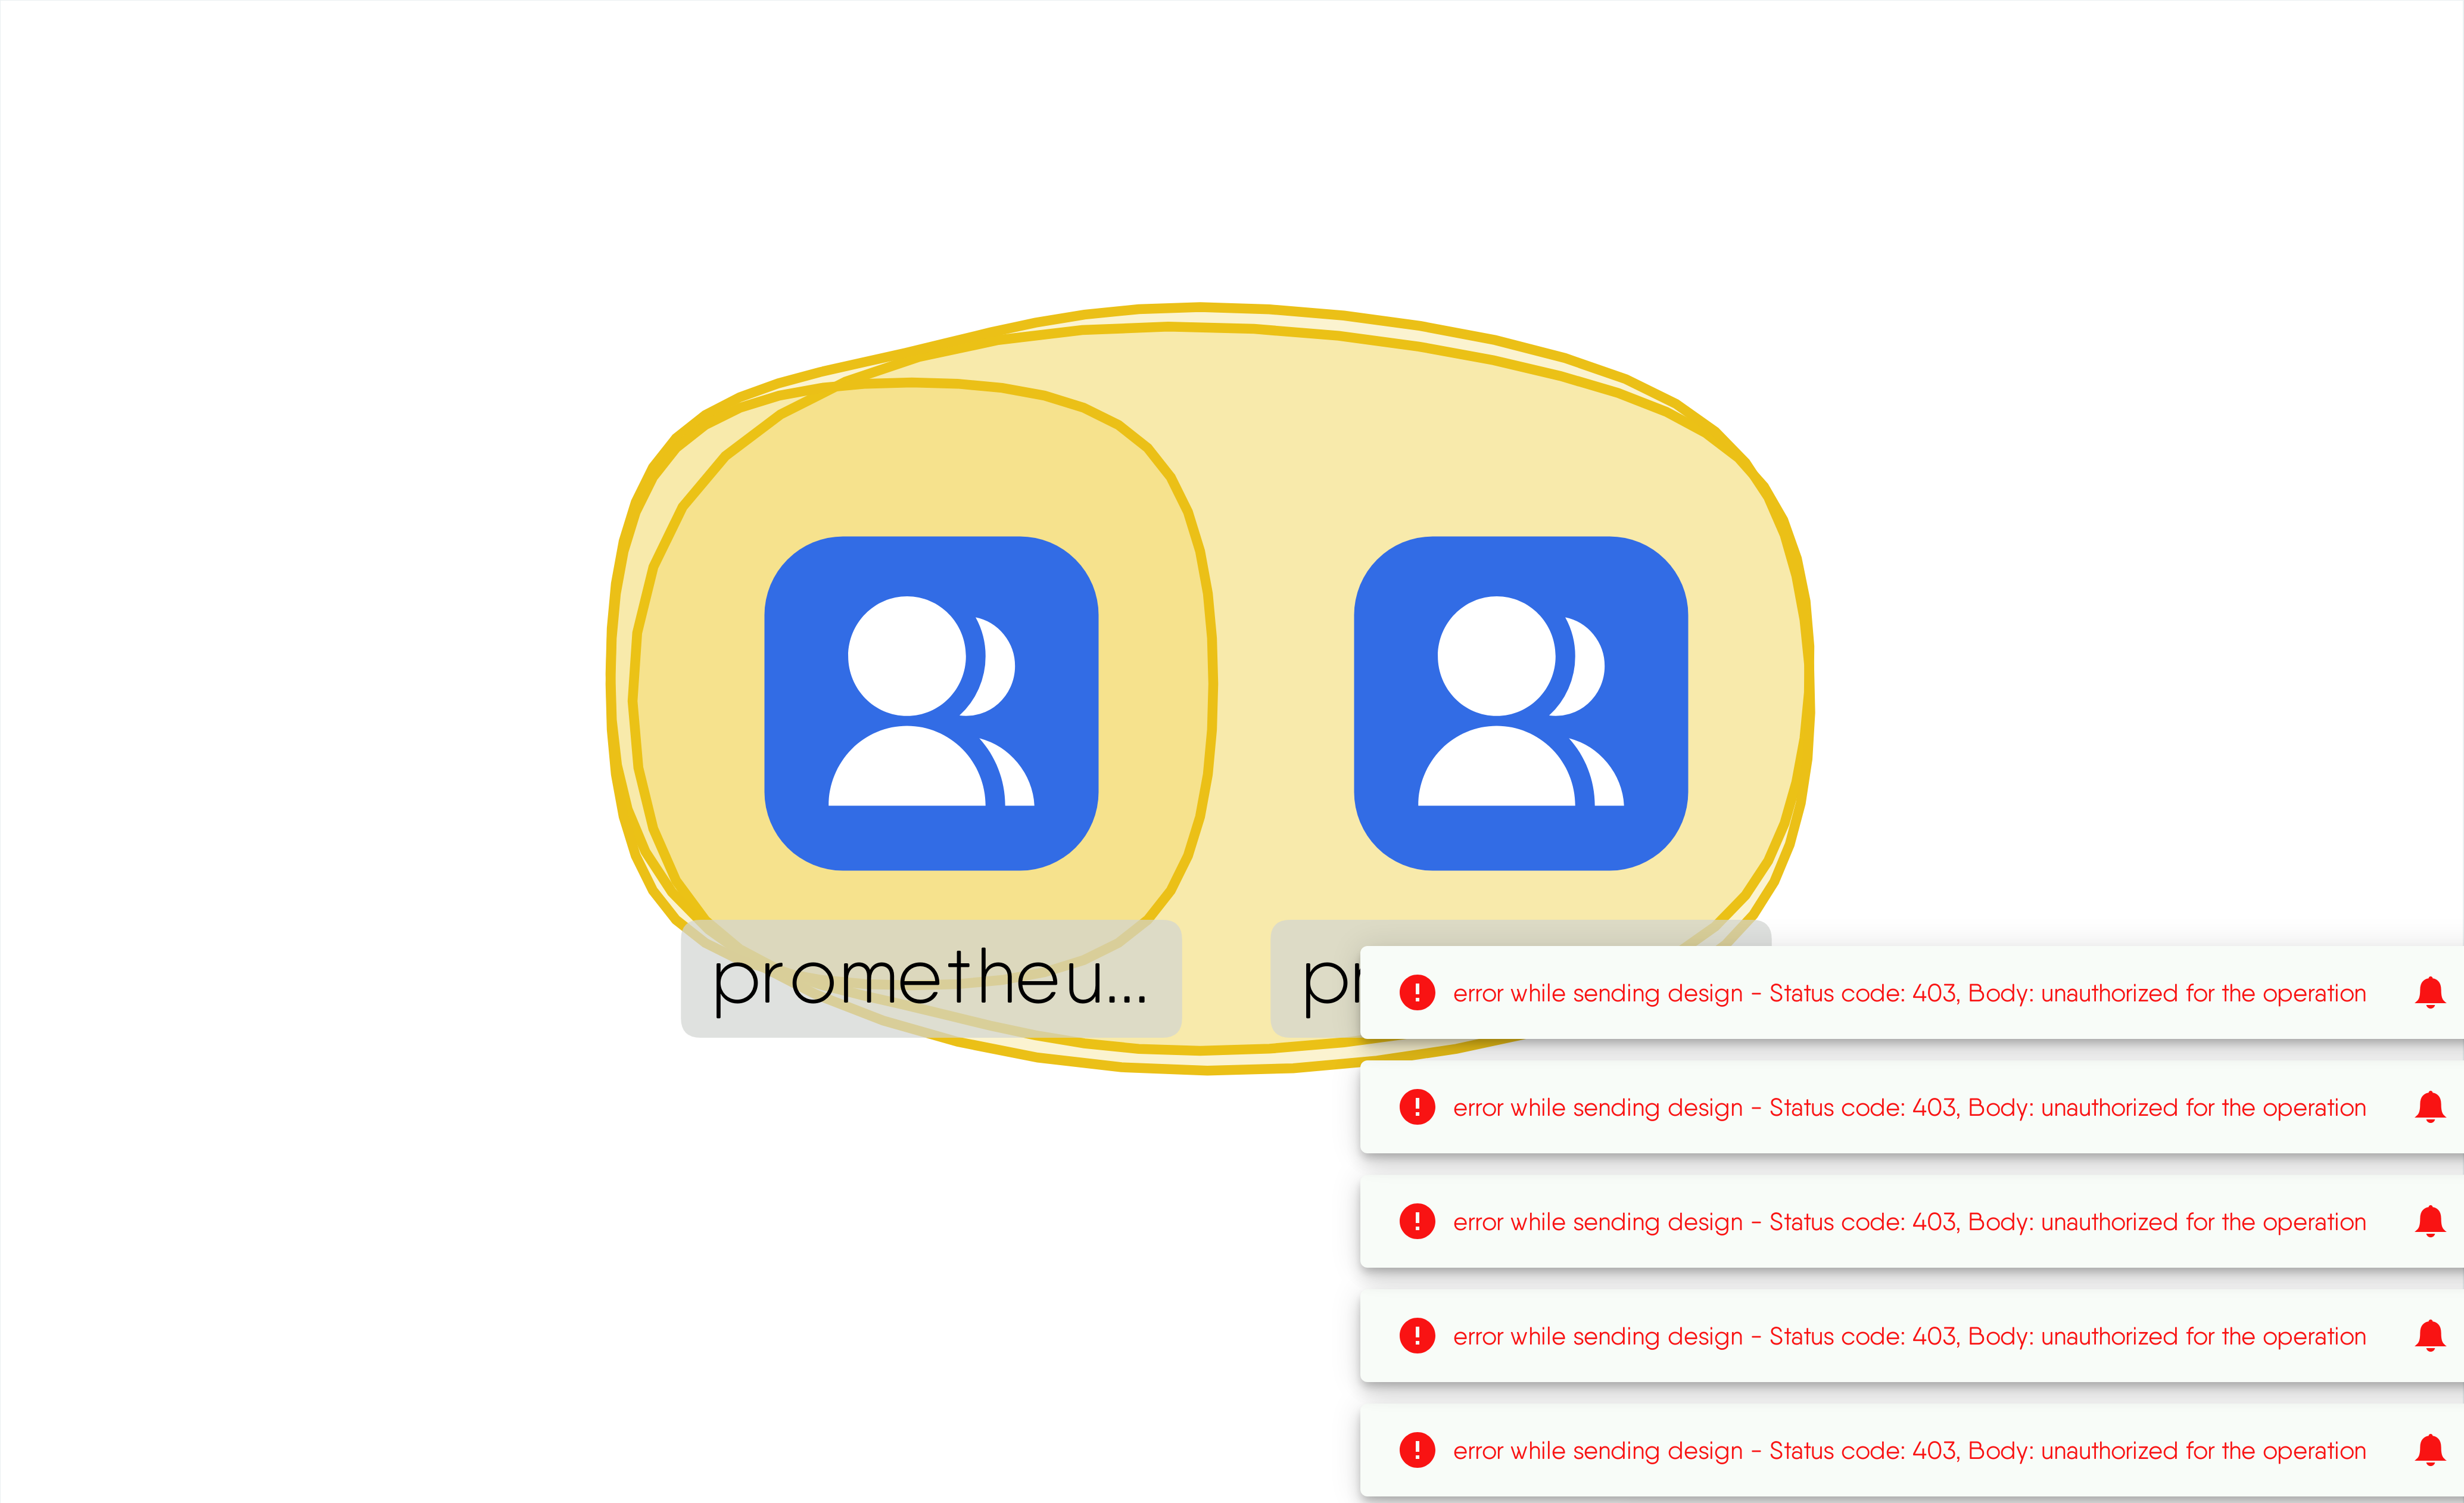 prometheu...
pr
error while sending design - Status code: 403, Body: unauthorized for the operation
error while sending design - Status code: 403, Body: unauthorized for the operation
error while sending design - Status code: 403, Body: unauthorized for the operation
error while sending design - Status code: 403, Body: unauthorized for the operation
error while sending design - Status code: 403, Body: unauthorized for the operation